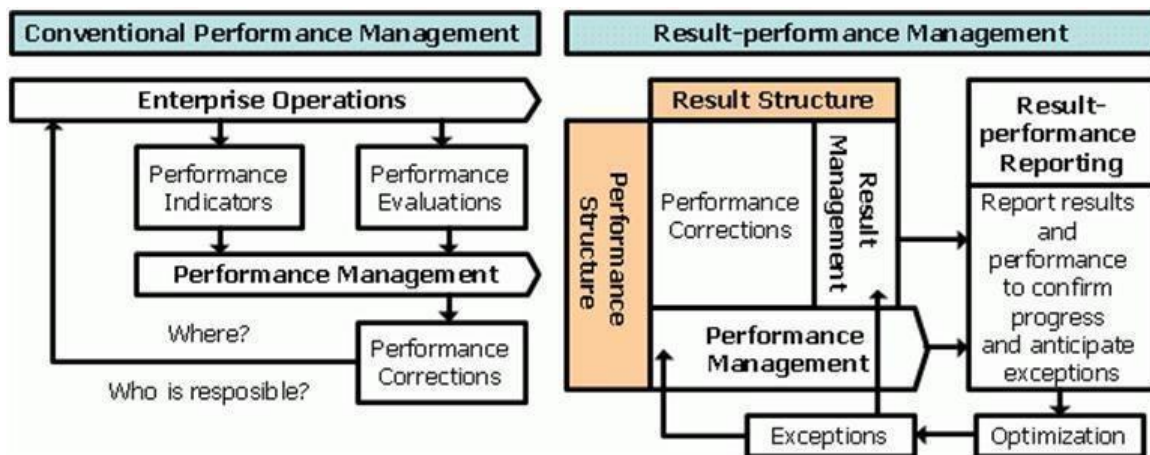 Conventional Performance Management
Enterprise Operations
Performance
Indicators
Performance
Evaluations
Performance Management
Where?
Who is resposible?
Performance
Corrections
Result-performance Management
Result Structure
Performance
Structure
Performance
Corrections
Result
Management
Performance
Management
Result-
performance
Reporting
Report results
and
performance
to confirm
progress
and anticipate
exceptions
Exceptions
Optimization